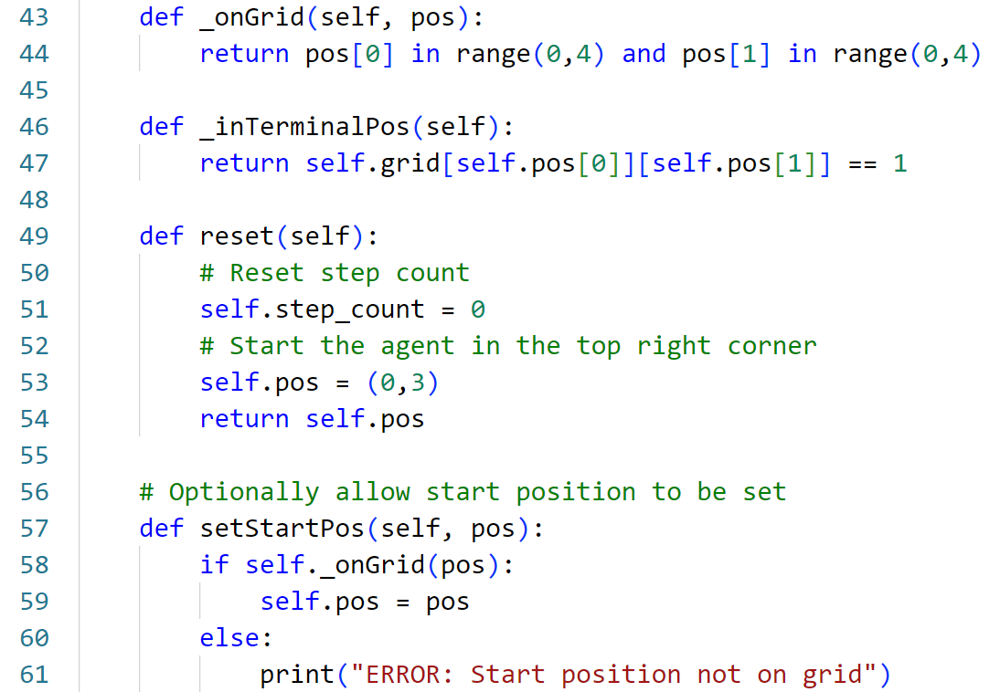 43 def _onGrid(self, pos):
44 return pos[0] in range(0,4) and pos[1] in range(0,4)
45
46 def _inTerminalPos(self):
47 return self.grid[self.pos[0]][self.pos[1]] == 1
48
49 def reset(self):
50 # Reset step count
51 self.step_count = 0
52 # Start the agent in the top right corner
53 self.pos = (0,3)
54 return self.pos
55
56 # Optionally allow start position to be set
57 def setStartPos(self, pos):
58 if self._onGrid(pos):
59 self.pos = pos
60 else:
61 print("ERROR: Start position not on grid")